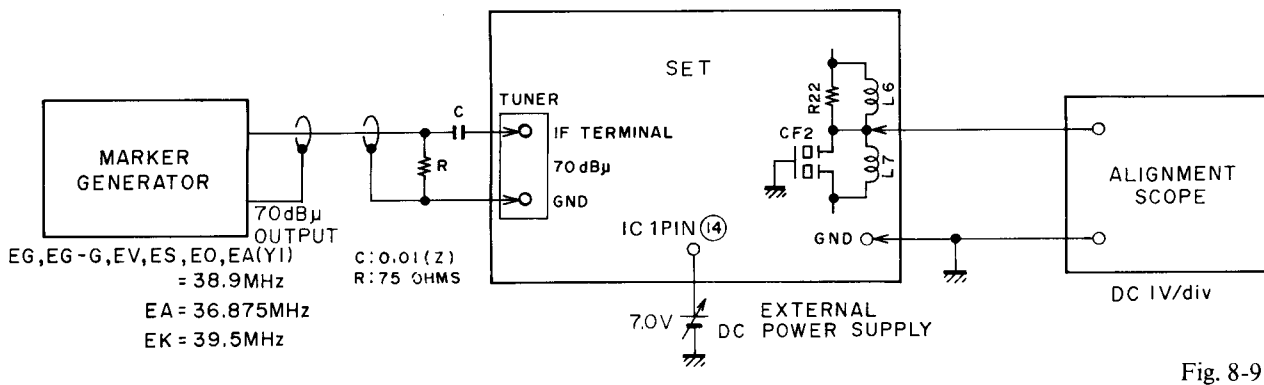 MARKER
GENERATOR
70dBμ
OUTPUT
EG,EG-G,EV,ES,EO,EA(YI)
= 38.9MHz
EA = 36.875MHz
EK = 39.5MHz
C
R
C:0.01(Z)
R:75 OHMS
SET
TUNER
IF TERMINAL
70dBμ
GND
IC 1PIN ⑭
7.0V
EXTERNAL
DC POWER SUPPLY
R22
L6
CF2
L7
GND
ALIGNMENT
SCOPE
DC 1V/div
Fig. 8-9